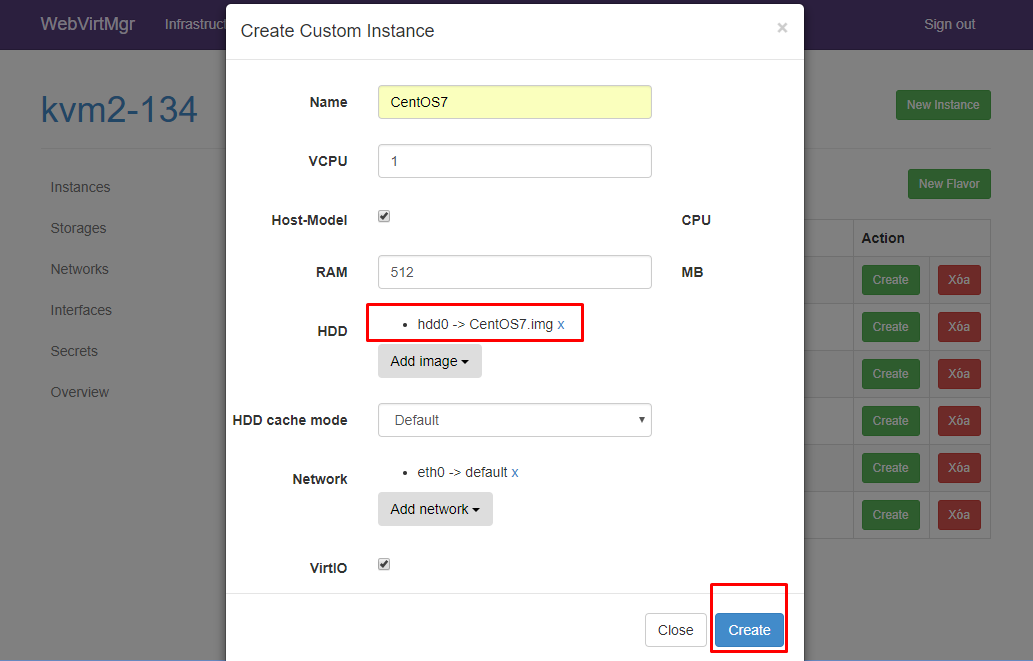 WebVirtMgr Infrastruct Sign out
Create Custom Instance ×
kvm2-134
New Instance
Instances
Storages
Networks
Interfaces
Secrets
Overview
New Flavor
Action
Create Xóa
Create Xóa
Create Xóa
Create Xóa
Create Xóa
Create Xóa
Name CentOS7
VCPU 1
Host-Model CPU
RAM 512 MB
HDD
• hdd0 -> CentOS7.img x
Add image
HDD cache mode Default
Network
• eth0 -> default x
Add network
VirtIO
Close Create